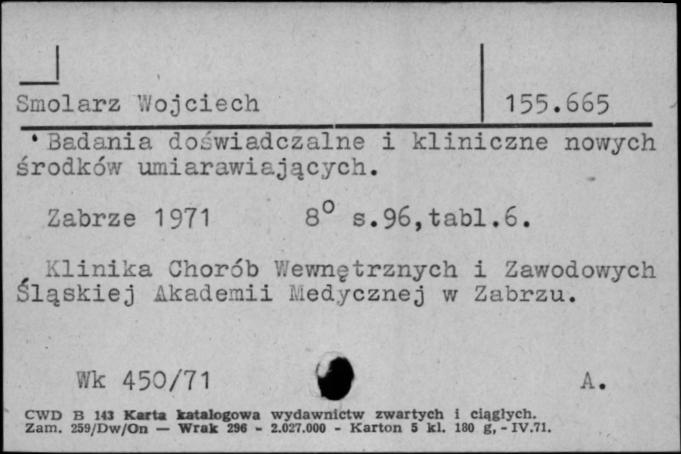 Smolarz Wojciech 155.665
Badania doświadczalne i kliniczne nowych
środków umiarawiających.
Zabrze 1971 8° s.96,tabl.6.
Klinika Chorób Wewnętrznych i Zawodowych
Śląskiej Akademii Medycznej w Zabrzu.
Wk 450/71 A.
CWD B 143 Karta katalogowa wydawnictw zwartych i ciągłych.
Zam. 259/Dw/On — Wrak 296 - 2.027.000 - Karton 5 kl. 180 g, - IV.71.